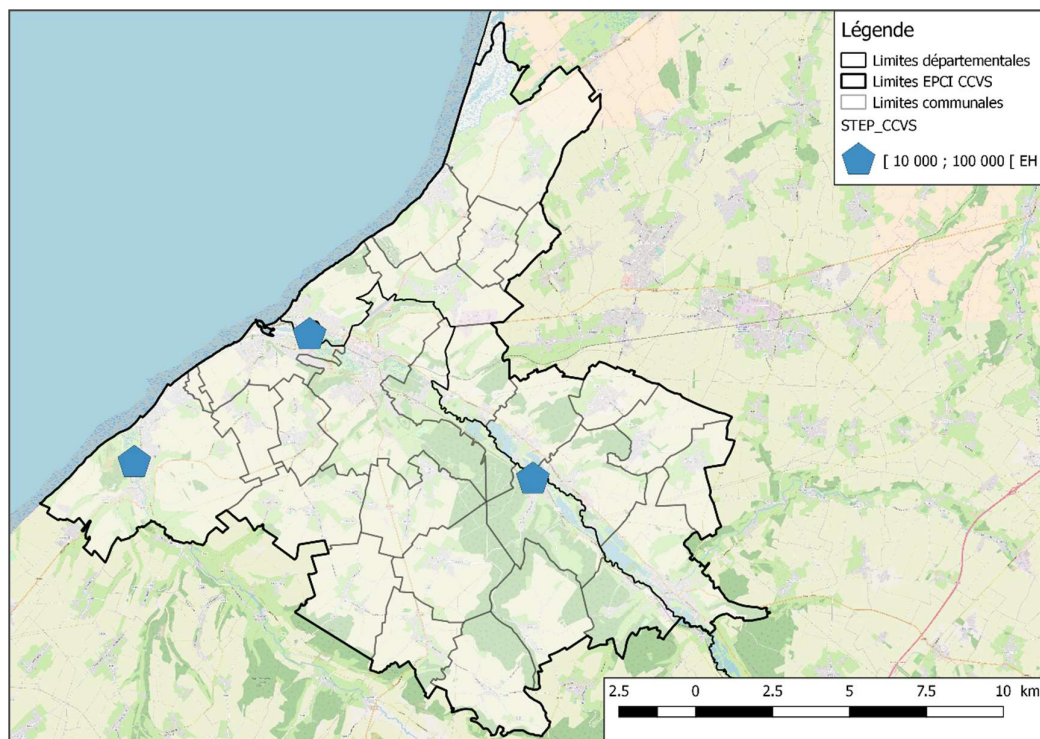 Légende
Limites départementales
Limites EPCI CCVS
Limites communales
STEP_CCVS
[ 10 000 ; 100 000 [ EH
2.5 0 2.5 5 7.5 10 km